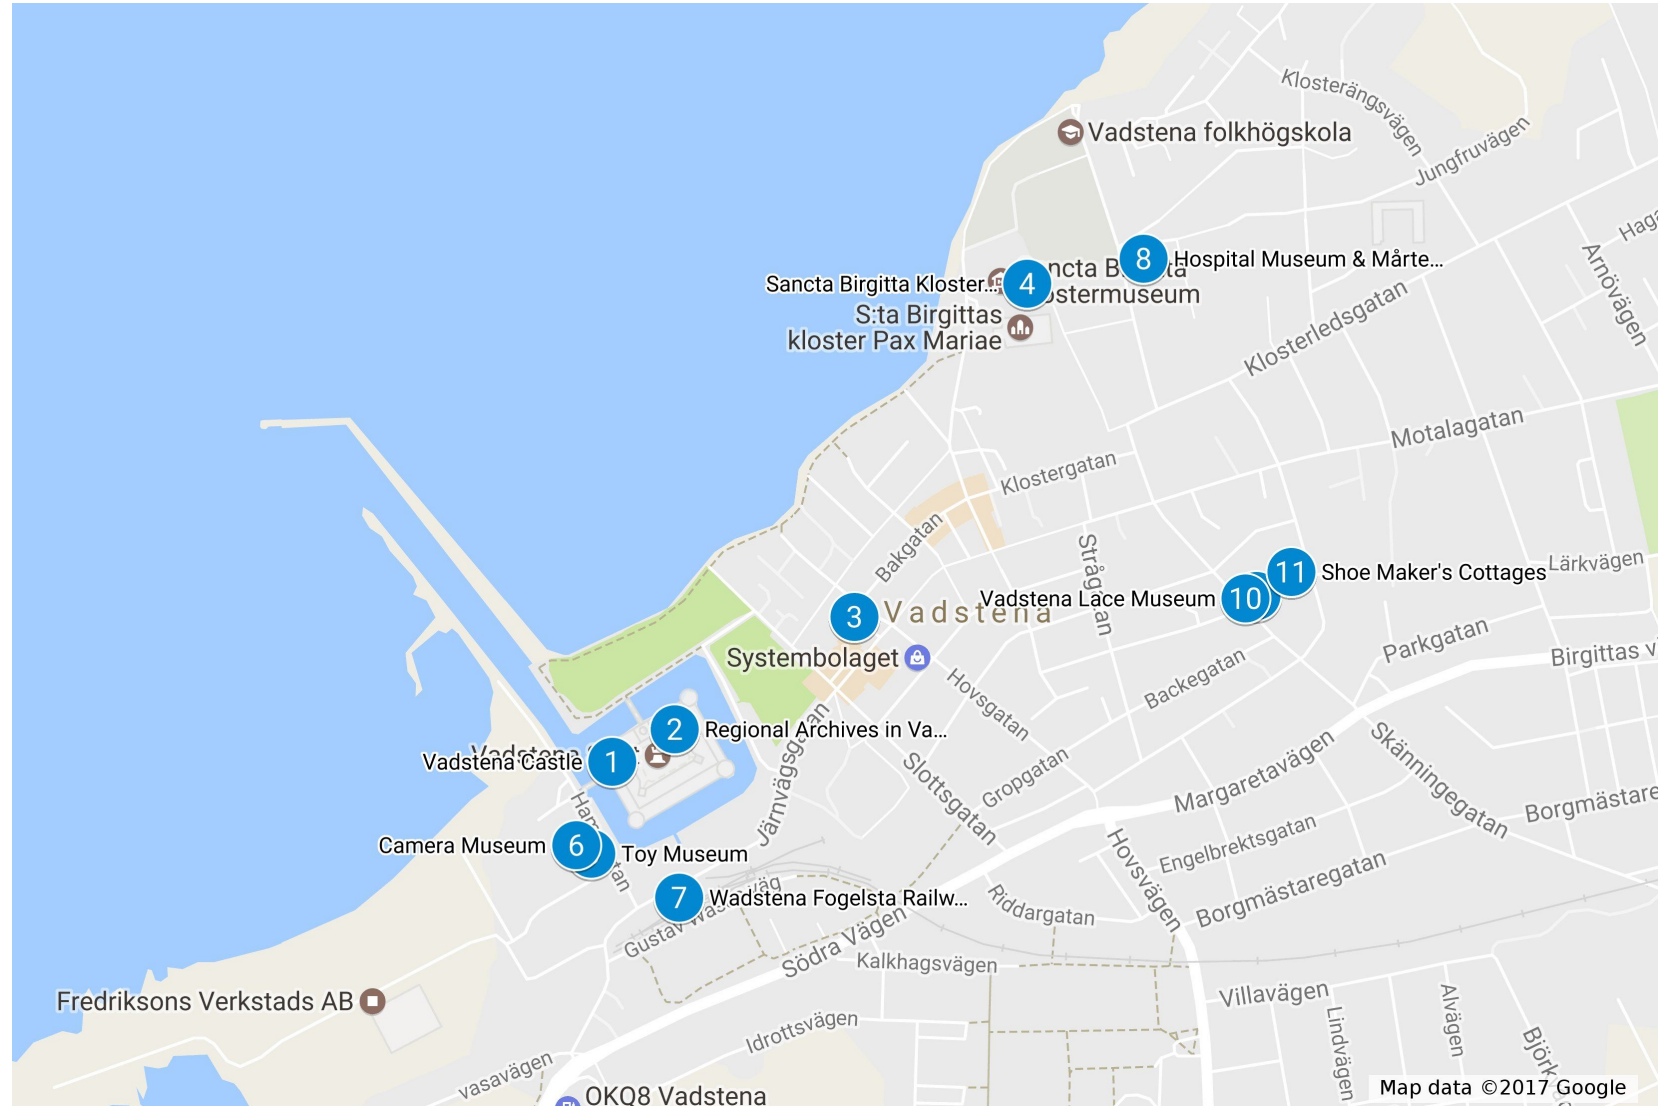 Klosterängsvägen
Vadstena folkhögskola
Jungfruvägen
Arnövägen
8
Hospital Museum & Mårte...
Sancta Birgitta Kloster...
4
S:ta Birgittas
kloster Pax Mariae
Klosterledsgatan
Motalagatan
Klostergatan
Bakgatan
Strågatan
11
Shoe Maker's Cottages
Lärkvägen
Vadstena Lace Museum
10
3
Vadstena
Systembolaget
Parkgatan
Birgittas v
Backegatan
Hovsgatan
2
Regional Archives in Va...
Vadstena Castle
1
Järnvägsgatan
Slottsgatan
Gropgatan
Margaretavägen
Skänningegatan
Borgmästare
Camera Museum
6
Toy Museum
Engelbrektsgatan
Hovsvägen
Borgmästaregatan
7
Wadstena Fogelsta Railw...
Riddargatan
Södra Vägen
Kalkhagsvägen
Fredriksons Verkstads AB
Villavägen
Alvägen
Lindvägen
Idrottsvägen
vasavägen
OKQ8 Vadstena
Map data ©2017 Google